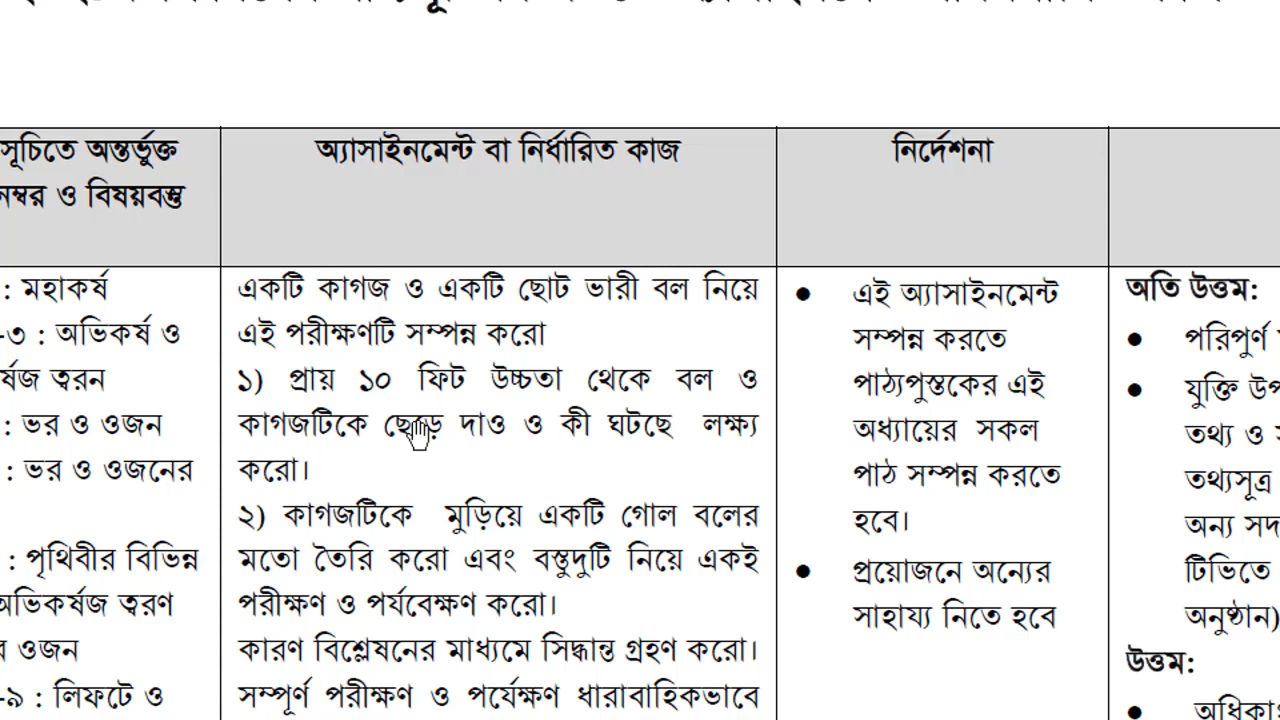 সূচিতে অন্তর্ভুক্ত
নম্বর ও বিষয়বস্তু
অ্যাসাইনমেন্ট বা নির্ধারিত কাজ
নির্দেশনা
: মহাকর্ষ
-৩ : অভিকর্ষ ও
ত্বরন
: ভর ও ওজন
: ভর ও ওজনের
: পৃথিবীর বিভিন্ন
অভিকর্ষজ ত্বরণ
ওজন
-৯ : লিফটে ও
একটি কাগজ ও একটি ছোট ভারী বল নিয়ে
এই পরীক্ষণটি সম্পন্ন করো
১) প্রায় ১০ ফিট উচ্চতা থেকে বল ও
কাগজটিকে ছেড়ে দাও ও কী ঘটছে লক্ষ্য
করো।
২) কাগজটিকে মুড়িয়ে একটি গোল বলের
মতো তৈরি করো এবং বস্তুদুটি নিয়ে একই
পরীক্ষণ ও পর্যবেক্ষণ করো।
কারণ বিশ্লেষনের মাধ্যমে সিদ্ধান্ত গ্রহণ করো।
সম্পূর্ণ পরীক্ষণ ও পর্যেক্ষণ ধারাবাহিকভাবে
● এই অ্যাসাইনমেন্ট
সম্পন্ন করতে
পাঠ্যপুস্তকের এই
অধ্যায়ের সকল
পাঠ সম্পন্ন করতে
হবে।
● প্রয়োজনে অন্যের
সাহায্য নিতে হবে
অতি উত্তম:
● পরিপুর্ণ
● যুক্তি
তথ্য ও
তথ্যসূত্র
অন্য
টিভিতে
অনুষ্ঠান)
উত্তম:
●